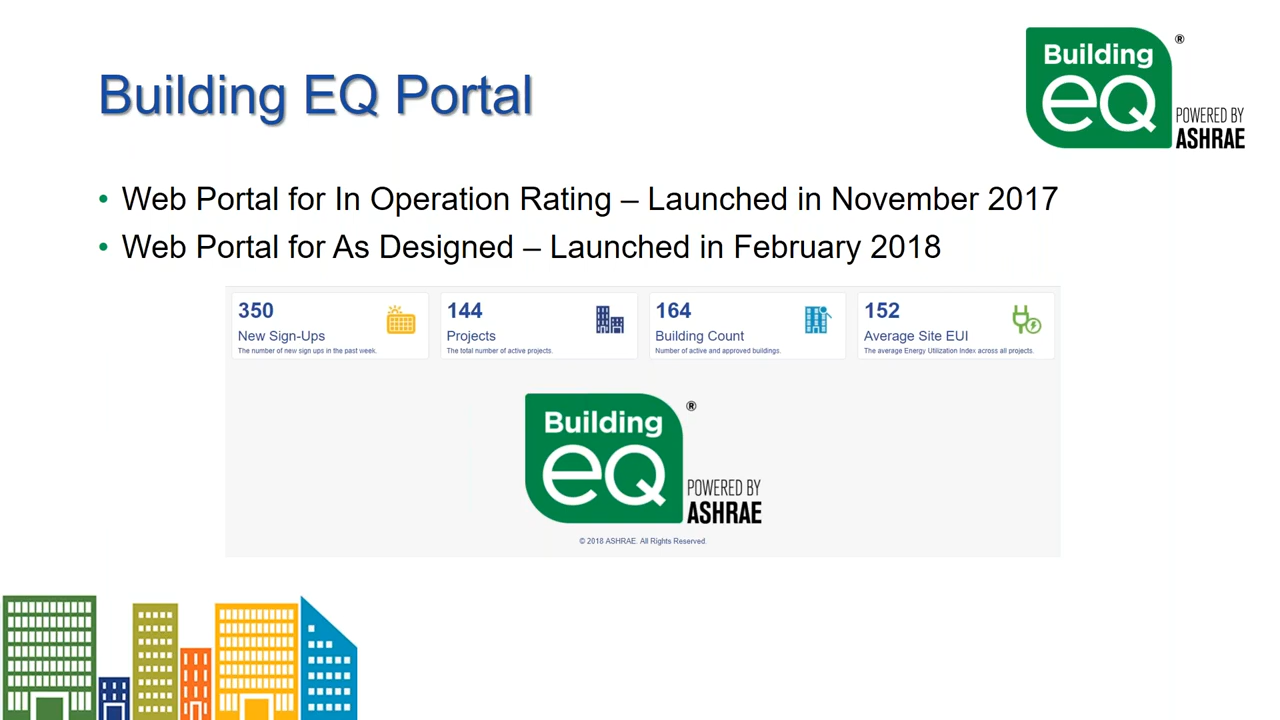 Building EQ Portal
Building
eQ
®
POWERED BY
ASHRAE
• Web Portal for In Operation Rating – Launched in November 2017
• Web Portal for As Designed – Launched in February 2018
350
New Sign-Ups
The number of new sign ups in the past week.
144
Projects
The total number of active projects.
164
Building Count
Number of active and approved buildings.
152
Average Site EUI
The average Energy Utilization Index across all projects.
Building
eQ
®
POWERED BY
ASHRAE
© 2018 ASHRAE. All Rights Reserved.